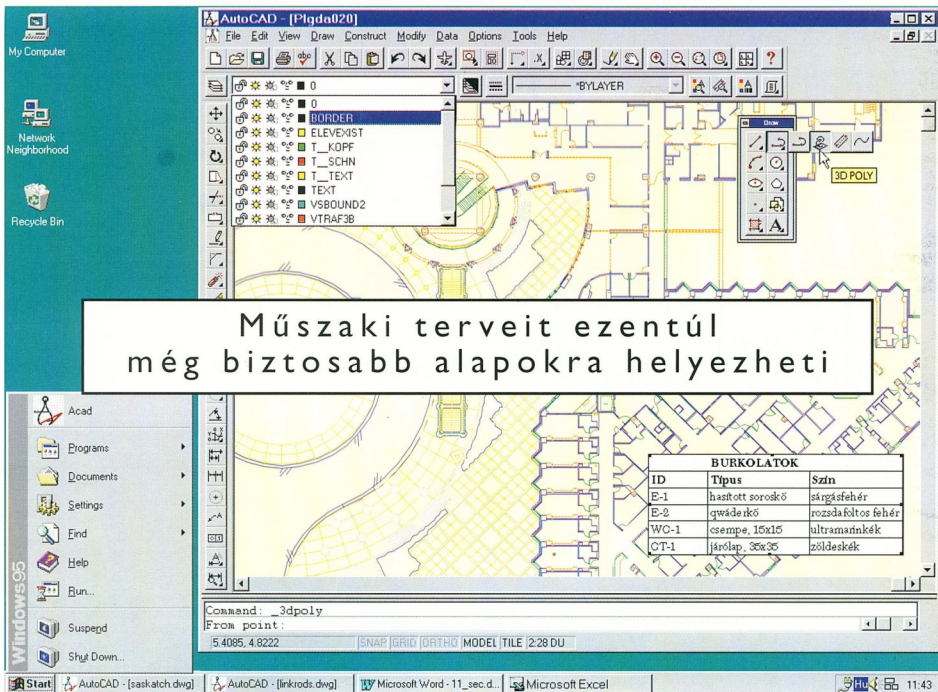 My Computer
Network
Neighborhood
Recycle Bin
AutoCAD - [Plgda020]
File Edit View Draw Construct Modify Data Options Tools Help
0
*BYLAYER
0
BORDER
ELEVEXIST
T__KOPF
T__SCHN
T__TEXT
TEXT
VSBOUND2
VTRAF3B
Draw
3D POLY
Műszaki terveit ezentúl
még biztosabb alapokra helyezheti
BURKOLATOK
ID Típus Szín
E-1 hasított soroskő sárgásfehér
E-2 qwáderkő rozsdafoltos fehér
WC-1 csempe, 15x15 ultramarinkék
CT-1 járólap, 35x35 zöldeskék
Acad
Programs
Documents
Settings
Find
Help
Run...
Suspend
Shut Down...
Windows95
Command: _3dpoly
From point:
5.4085, 4.8222 SNAP GRID ORTHO MODEL TILE 2:28 DU
Start AutoCAD - [saskatch.dwg] AutoCAD - [linkrods.dwg] Microsoft Word - 11_sec.d... Microsoft Excel Hu 11:43